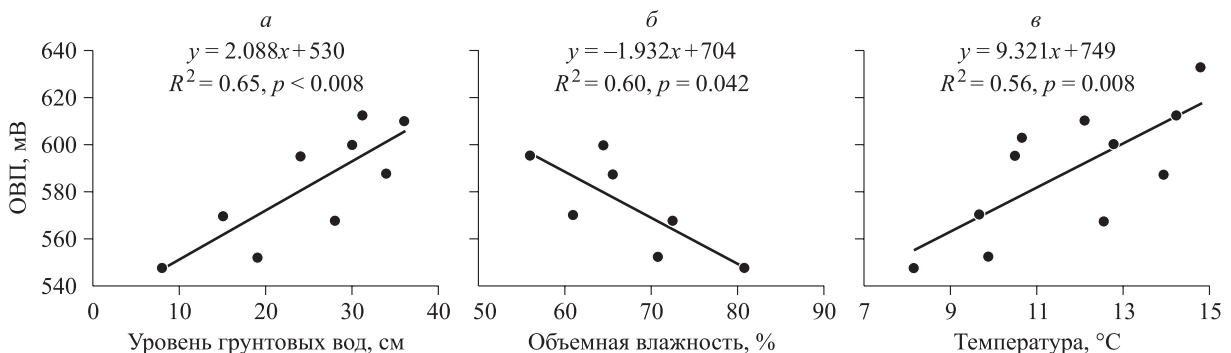 а
y = 2.088x+530
R² = 0.65, p < 0.008
б
y = –1.932x+704
R² = 0.60, p = 0.042
в
y = 9.321x+749
R² = 0.56, p = 0.008
ОВП, мВ
640
620
600
580
560
540
0 10 20 30 40
Уровень грунтовых вод, см
50 60 70 80 90
Объемная влажность, %
7 9 11 13 15
Температура, °C